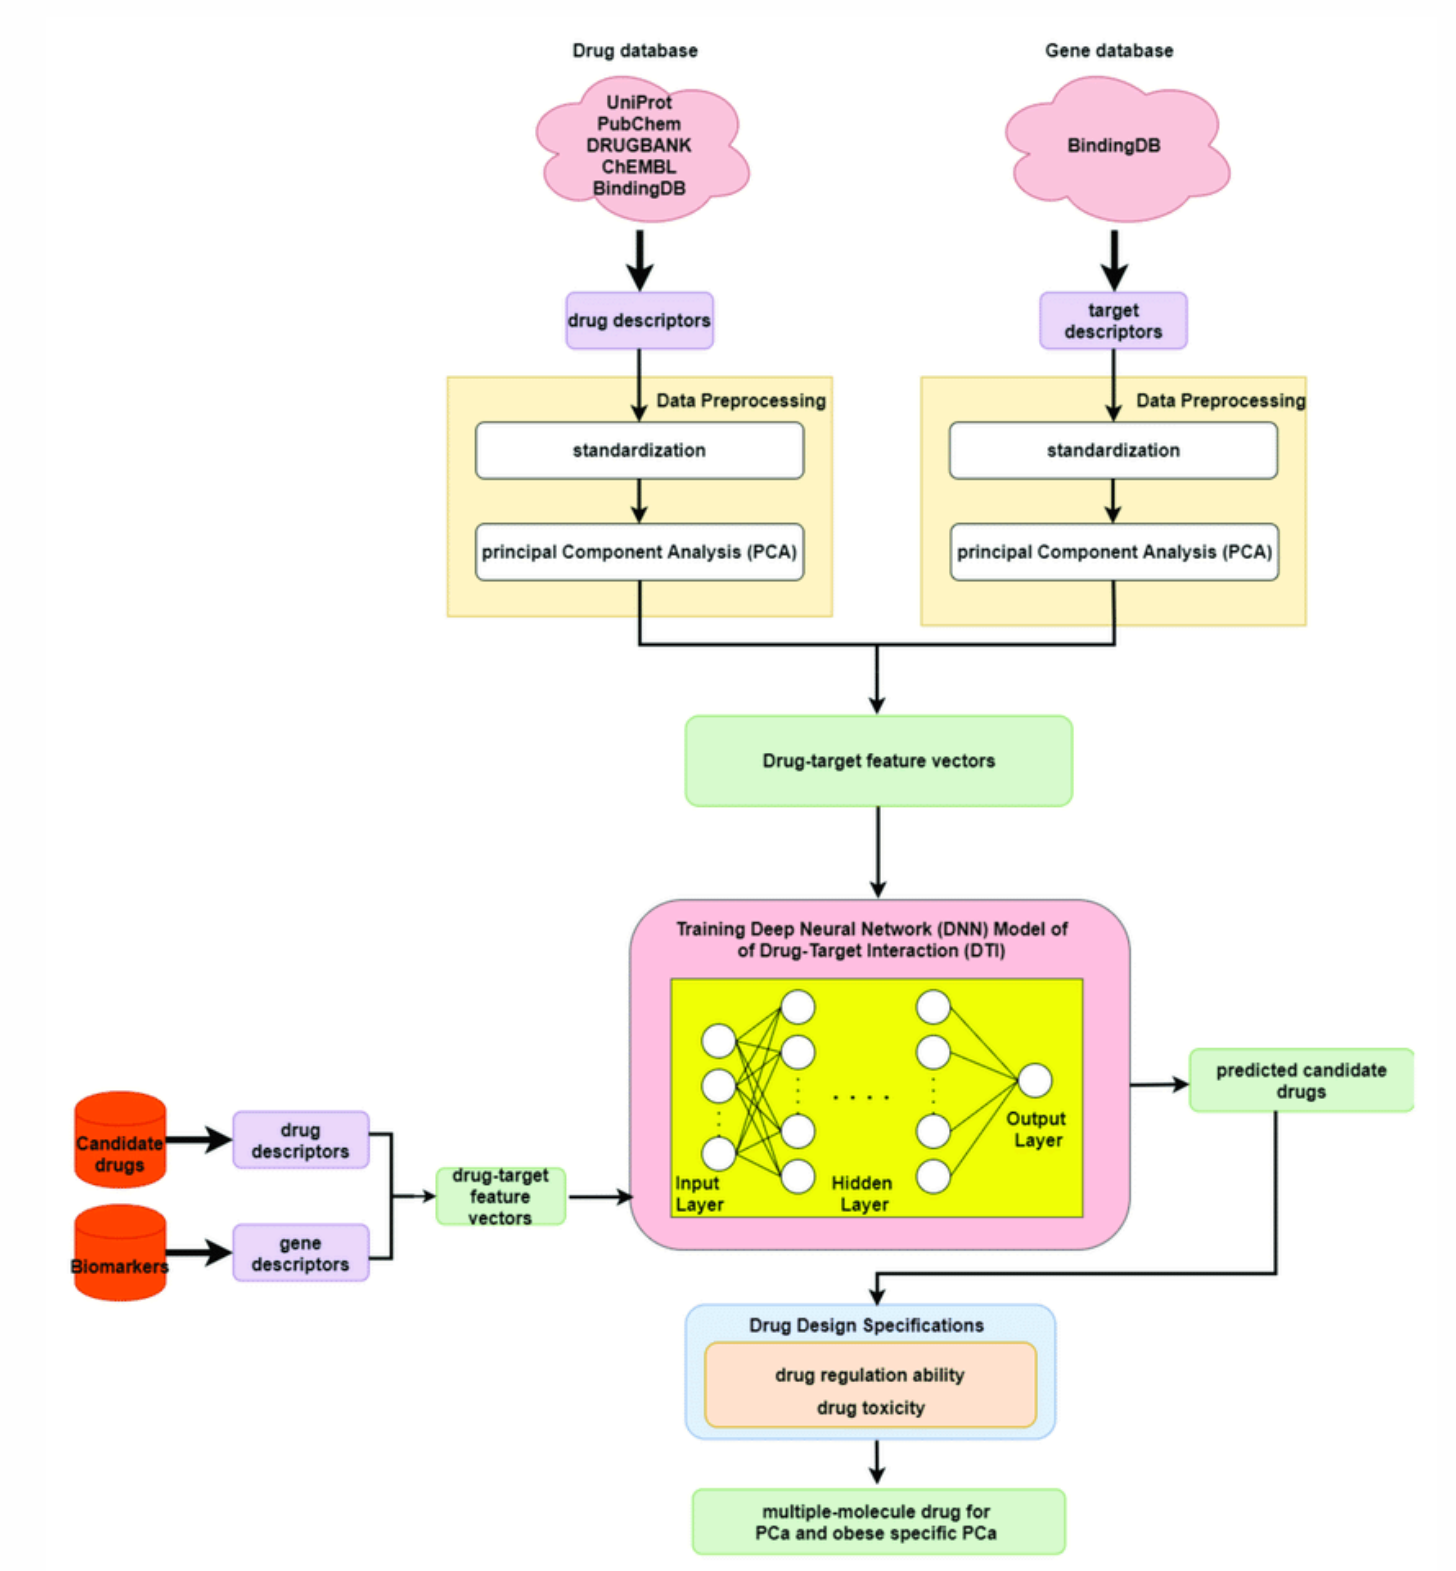 Drug database
Gene database
UniProt
PubChem
DRUGBANK
ChEMBL
BindingDB
BindingDB
drug descriptors
target
descriptors
Data Preprocessing
standardization
principal Component Analysis (PCA)
Data Preprocessing
standardization
principal Component Analysis (PCA)
Drug-target feature vectors
Training Deep Neural Network (DNN) Model of
of Drug-Target Interaction (DTI)
Input
Layer
Hidden
Layer
Output
Layer
predicted candidate
drugs
Candidate
drugs
drug
descriptors
Biomarkers
gene
descriptors
drug-target
feature
vectors
Drug Design Specifications
drug regulation ability
drug toxicity
multiple-molecule drug for
PCa and obese specific PCa